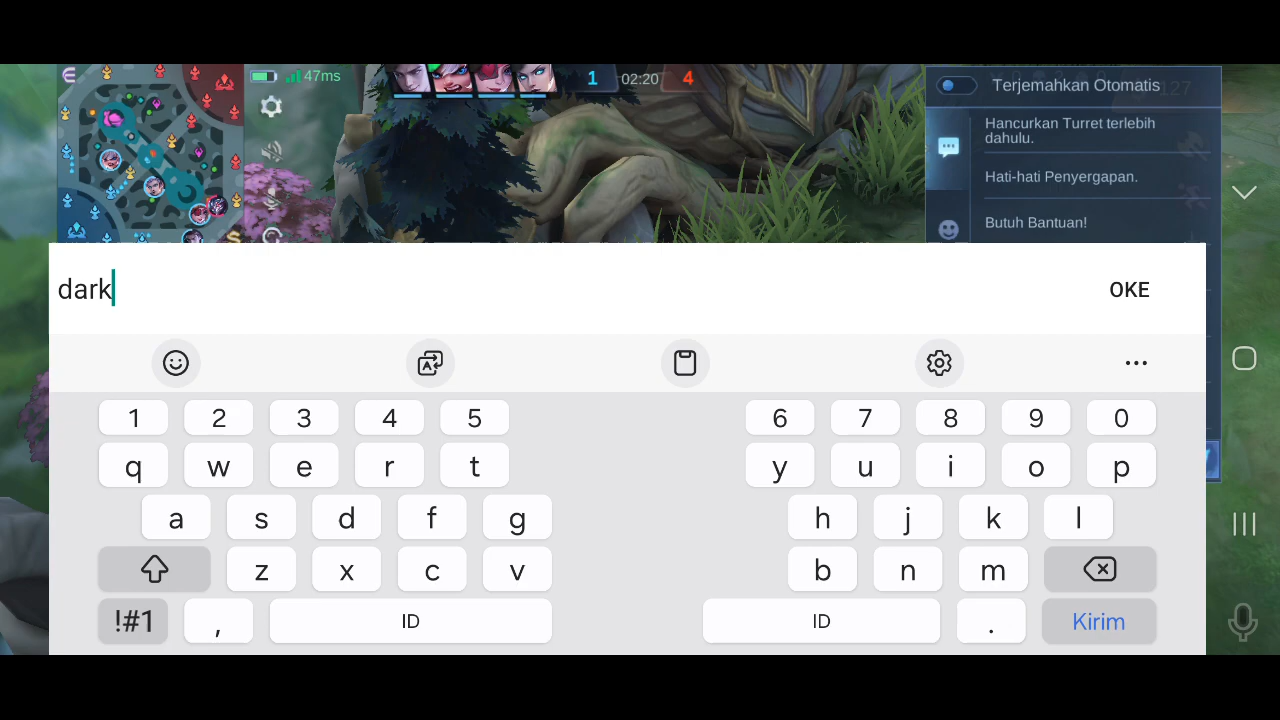 47ms
1 02:20 4
Terjemahkan Otomatis
127
Hancurkan Turret terlebih
dahulu.
Hati-hati Penyergapan.
Butuh Bantuan!
dark
OKE
1 2 3 4 5 6 7 8 9 0
q w e r t y u i o p
a s d f g h j k l
z x c v b n m
!#1 , ID ID . Kirim